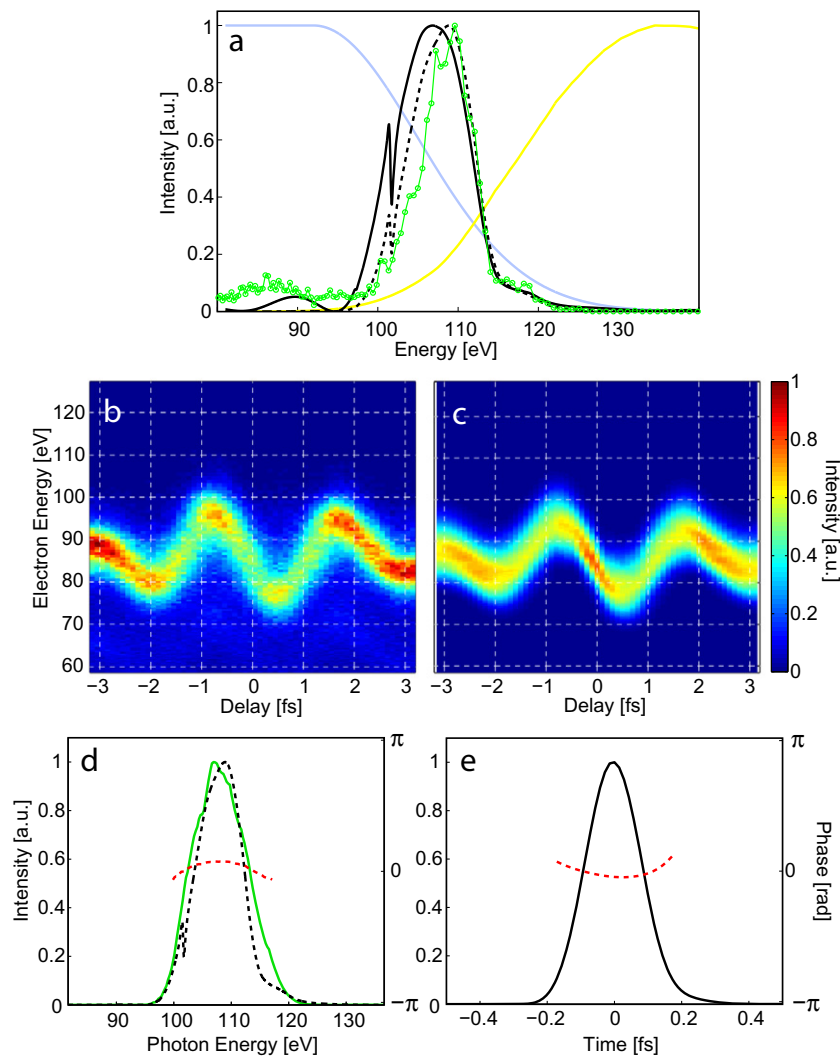 a
Intensity [a.u.]
1
0.8
0.6
0.4
0.2
0
90 100 110 120 130
Energy [eV]
b
Electron Energy [eV]
120
110
100
90
80
70
60
−3 −2 −1 0 1 2 3
Delay [fs]
c
−3 −2 −1 0 1 2 3
Delay [fs]
1
0.8
0.6
0.4
0.2
0
Intensity [a.u.]
d
Intensity [a.u.]
1
0.8
0.6
0.4
0.2
0
π
0
−π
90 100 110 120 130
Photon Energy [eV]
e
1
0.8
0.6
0.4
0.2
0
π
0
−π
Phase [rad]
−0.4 −0.2 0 0.2 0.4
Time [fs]